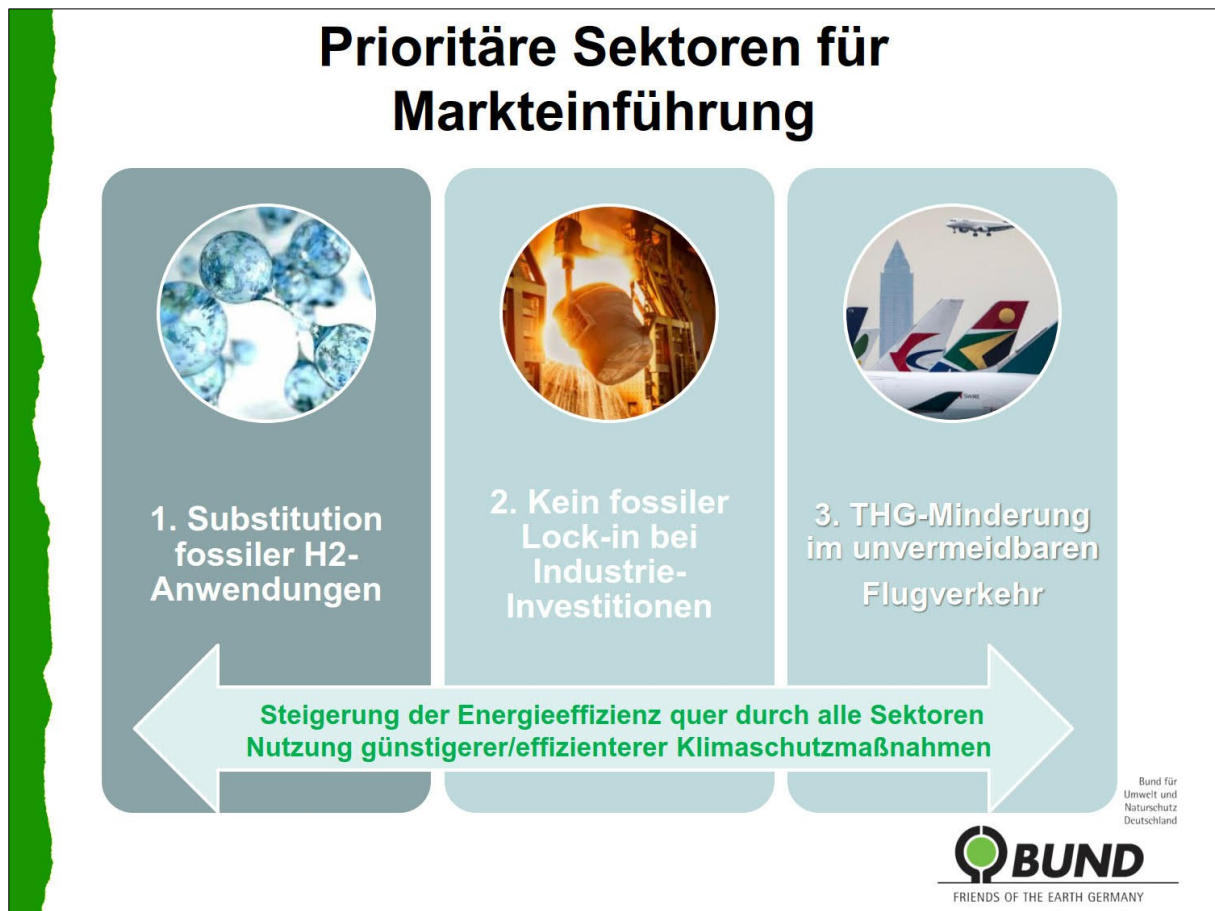 Prioritäre Sektoren für
Markteinführung
1. Substitution
fossiler H2-
Anwendungen
2. Kein fossiler
Lock-in bei
Industrie-
Investitionen
3. THG-Minderung
im unvermeidbaren
Flugverkehr
Steigerung der Energieeffizienz quer durch alle Sektoren
Nutzung günstigerer/effizienterer Klimaschutzmaßnahmen
Bund für
Umwelt und
Naturschutz
Deutschland
BUND
FRIENDS OF THE EARTH GERMANY